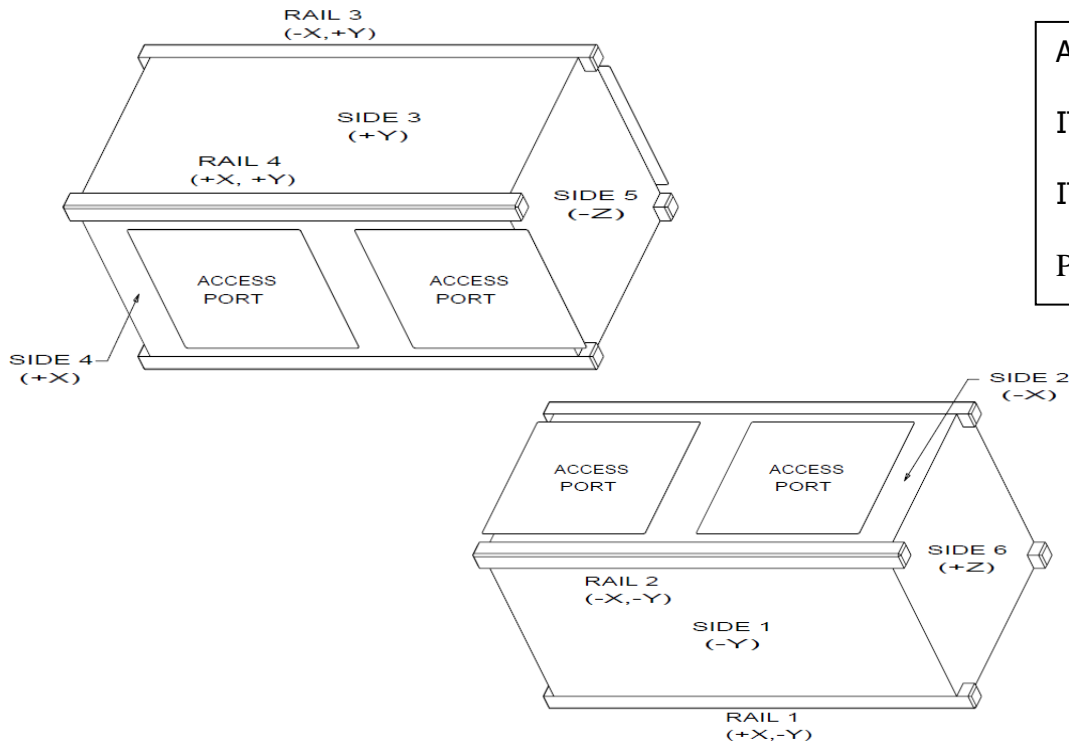 RAIL 3
(-X,+Y)
SIDE 3
(+Y)
RAIL 4
(+X, +Y)
SIDE 5
(-Z)
ACCESS
PORT
ACCESS
PORT
SIDE 4
(+X)
SIDE 2
(-X)
ACCESS
PORT
ACCESS
PORT
SIDE 6
(+Z)
RAIL 2
(-X,-Y)
SIDE 1
(-Y)
RAIL 1
(+X,-Y)